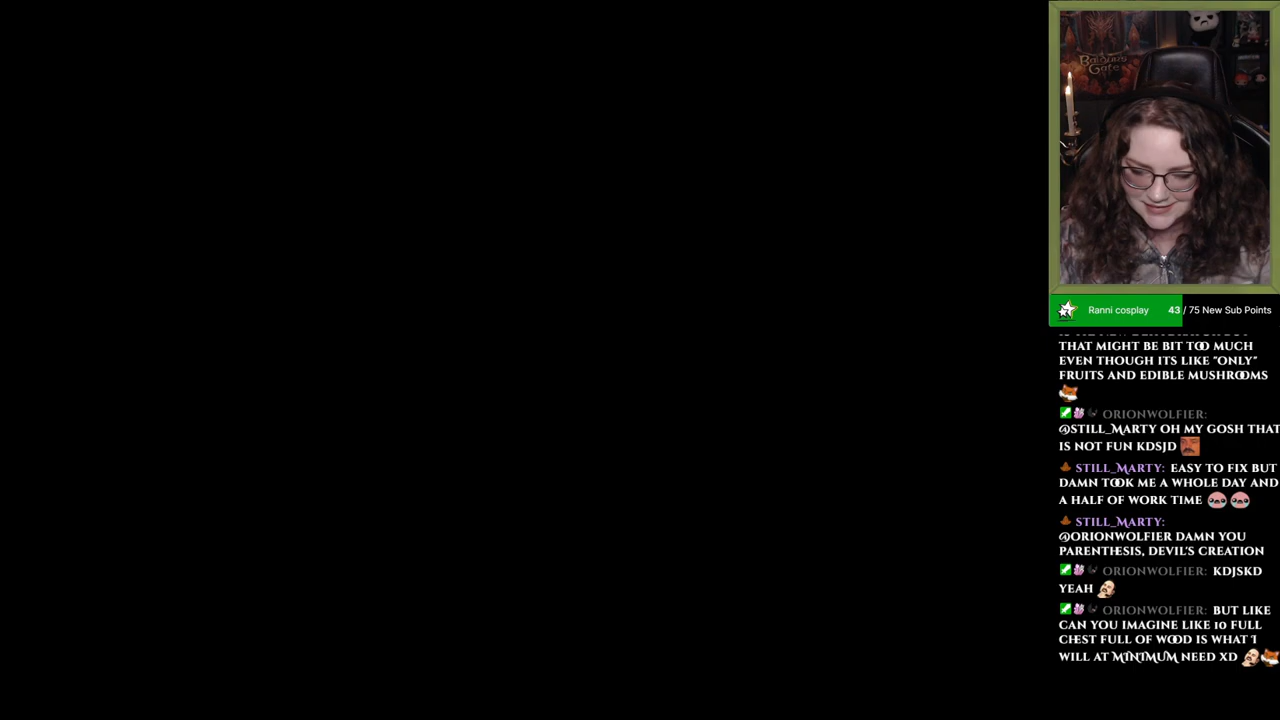 Baldur's
Gate
Ranni cosplay 43 / 75 New Sub Points
THAT MIGHT BE BIT TOO MUCH
EVEN THOUGH ITS LIKE "ONLY"
FRUITS AND EDIBLE MUSHROOMS
ORIONWOLFIER:
@STILL_MARTY OH MY GOSH THAT
IS NOT FUN KDSJD
STILL_MARTY: EASY TO FIX BUT
DAMN TOOK ME A WHOLE DAY AND
A HALF OF WORK TIME
STILL_MARTY:
@ORIONWOLFIER DAMN YOU
PARENTHESIS, DEVIL'S CREATION
ORIONWOLFIER: KDJSKD
YEAH
ORIONWOLFIER: BUT LIKE
CAN YOU IMAGINE LIKE 10 FULL
CHEST FULL OF WOOD IS WHAT I
WILL AT MINIMUM NEED XD